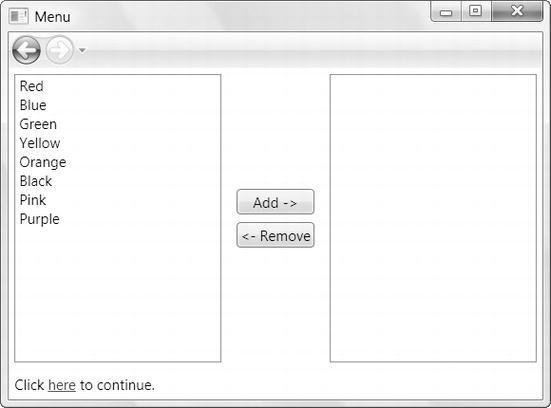 Menu
Red
Blue
Green
Yellow
Orange
Black
Pink
Purple
Add ->
<- Remove
Click here to continue.